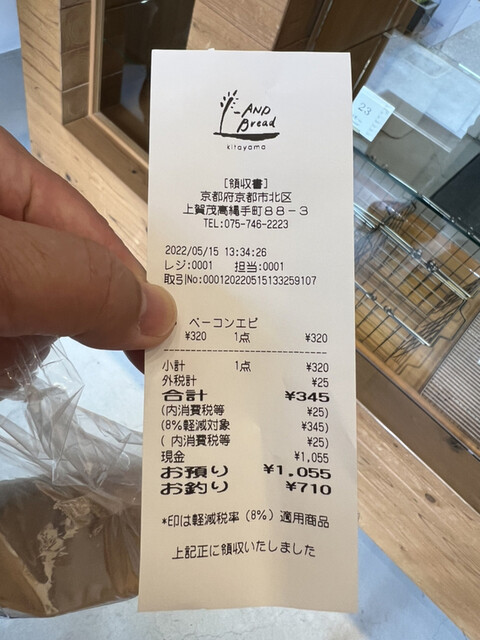 AND
Bread
kitayama
[領収書]
京都府京都市北区
上賀茂高縄手町88-3
TEL:075-746-2223
2022/05/15 13:34:26
レジ:0001 担当:0001
取引No:000120220515133259107
ベーコンエピ
¥320 1点 ¥320
小計 1点 ¥320
外税計 ¥25
合計 ¥345
(内消費税等 ¥25)
(8%軽減対象 ¥345)
( 内消費税等 ¥25)
現金 ¥1,055
お預り ¥1,055
お釣り ¥710
*印は軽減税率(8%)適用商品
上記正に領収いたしました
23